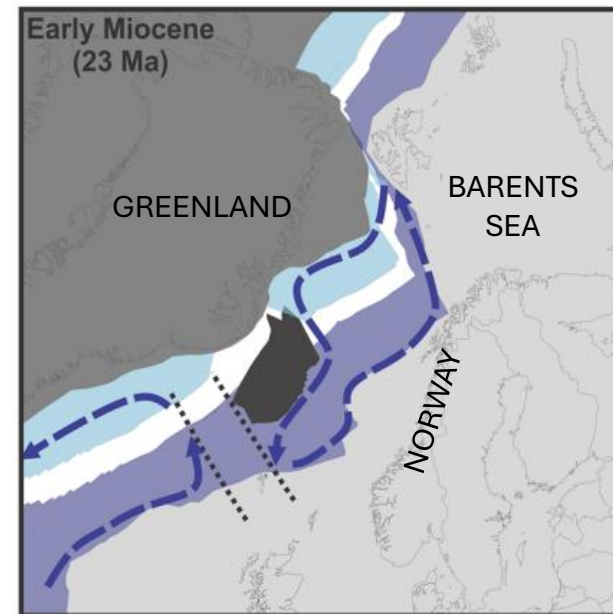 Early Miocene
(23 Ma)
GREENLAND
BARENTS
SEA
NORWAY